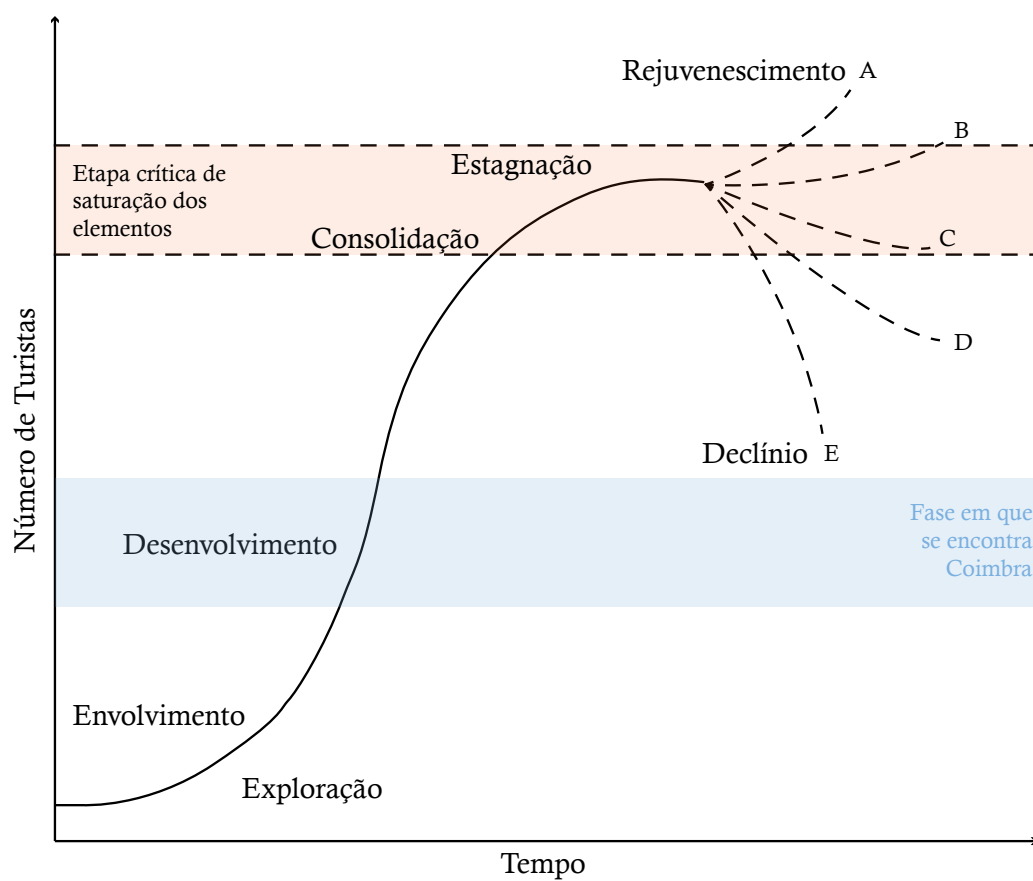 Rejuvenescimento A
B
Estagnação
Etapa crítica de
saturação dos
elementos
Consolidação
C
D
Declínio E
Número de Turistas
Fase em que
se encontra
Coimbra
Desenvolvimento
Envolvimento
Exploração
Tempo